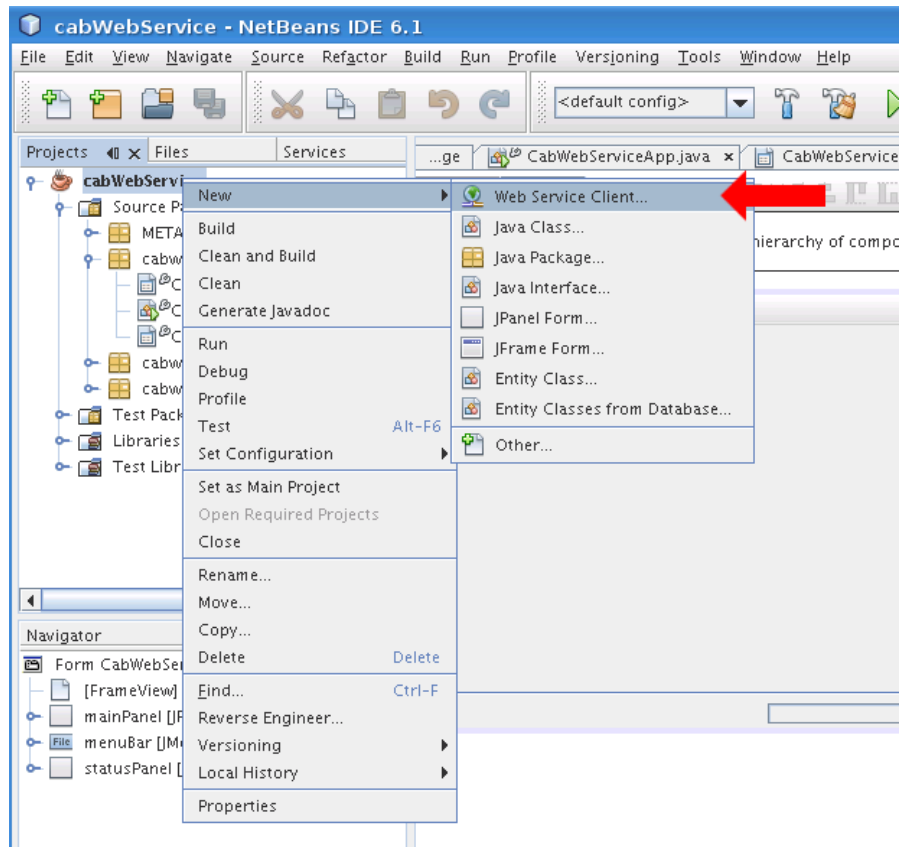 cabWebService - NetBeans IDE 6.1
File Edit View Navigate Source Refactor Build Run Profile Versioning Tools Window Help
<default config>
Projects Files Services
...ge CabWebServiceApp.java x CabWebService
cabWebServi
Source Pa
META
cabw
C
C
C
cabw
cabw
Test Pack
Libraries
Test Libr
New
Build
Clean and Build
Clean
Generate Javadoc
Run
Debug
Profile
Test Alt-F6
Set Configuration
Set as Main Project
Open Required Projects
Close
Rename...
Move...
Copy...
Delete Delete
Find... Ctrl-F
Reverse Engineer...
Versioning
Local History
Properties
Web Service Client...
Java Class...
Java Package...
Java Interface...
JPanel Form...
JFrame Form...
Entity Class...
Entity Classes from Database...
Other...
hierarchy of compo
Navigator
Form CabWebSer
[FrameView]
mainPanel [JP
File menuBar [JMe
statusPanel [